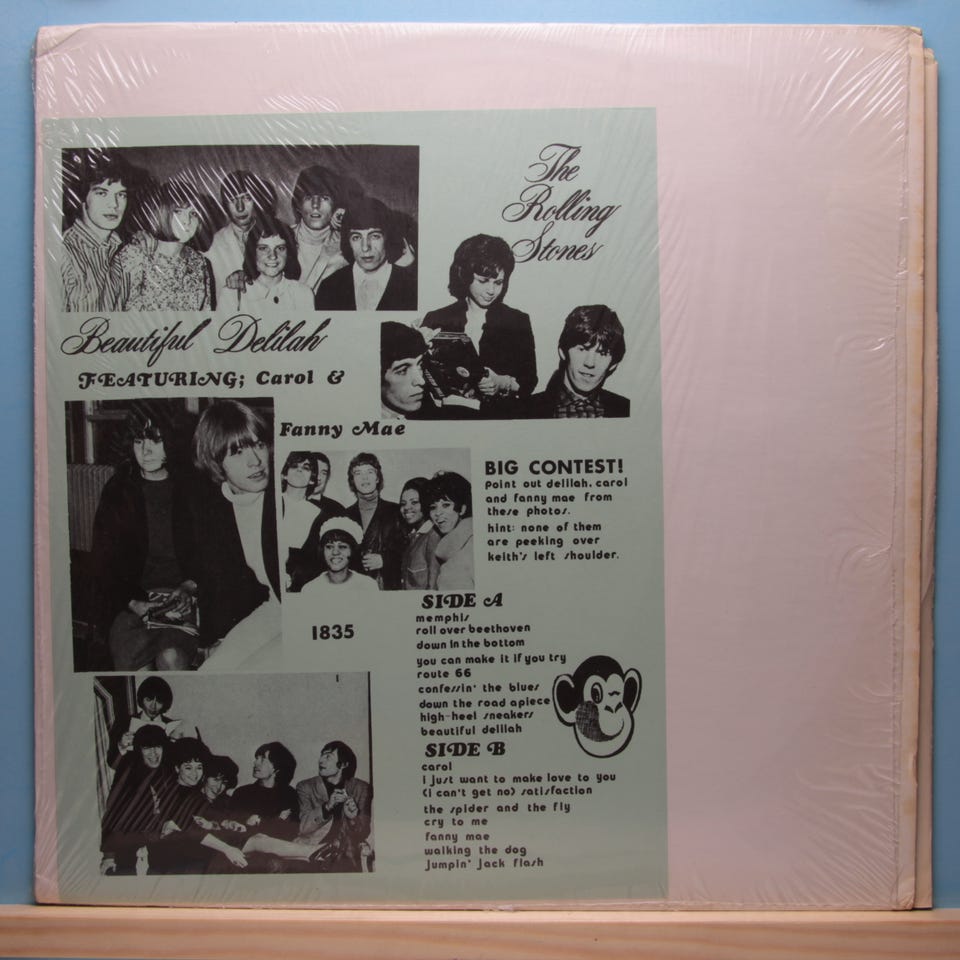 The
Rolling
Stones
Beautiful Delilah
FEATURING; Carol &
Fanny Mae
BIG CONTEST!
Point out delilah, carol
and fanny mae from
these photos.
hint: none of them
are peeking over
keith's left shoulder.
1835
SIDE A
memphis
roll over beethoven
down in the bottom
you can make it if you try
route 66
confessin' the blues
down the road apiece
high-heel sneakers
beautiful delilah
SIDE B
carol
i just want to make love to you
(i can't get no) satisfaction
the spider and the fly
cry to me
fanny mae
walking the dog
jumpin' jack flash